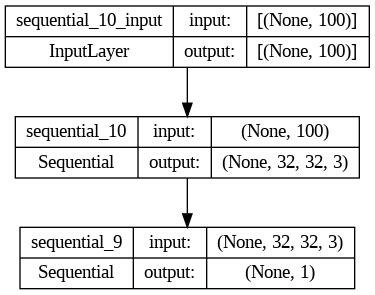 sequential_10_input input: [(None, 100)]
InputLayer output: [(None, 100)]
sequential_10 input: (None, 100)
Sequential output: (None, 32, 32, 3)
sequential_9 input: (None, 32, 32, 3)
Sequential output: (None, 1)